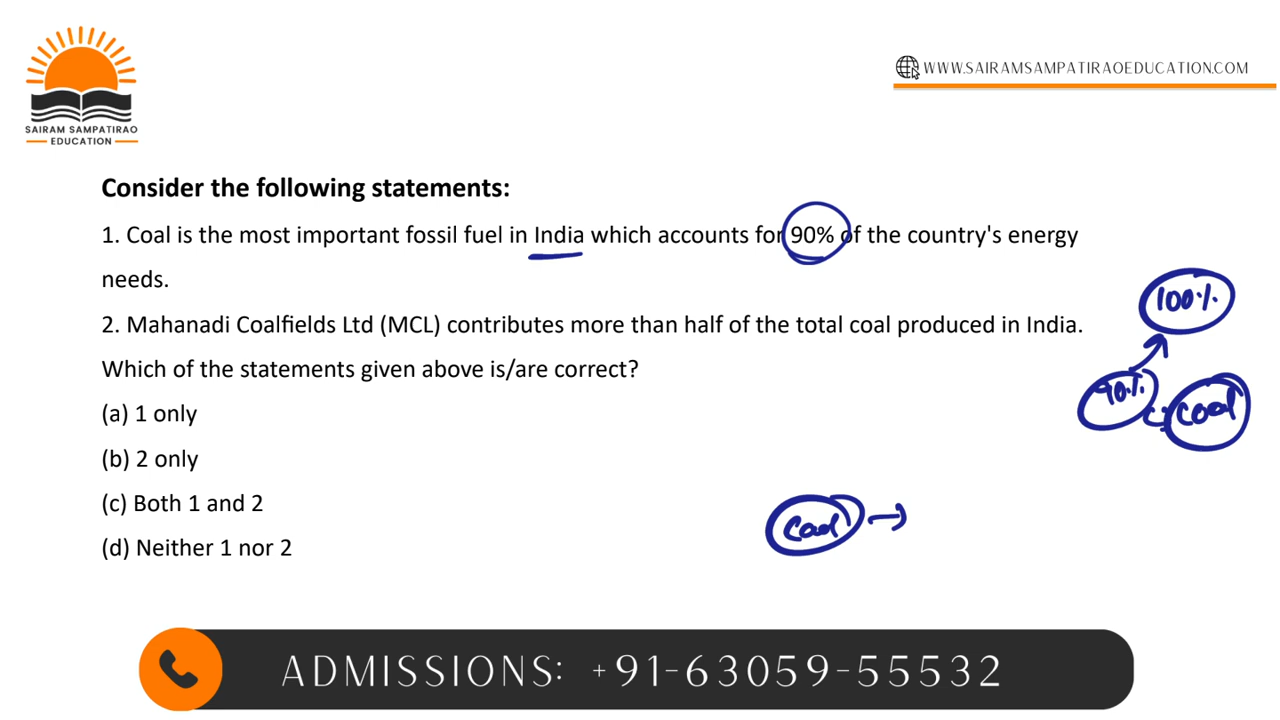 SAIRAM SAMPATIRAO
EDUCATION
WWW.SAIRAMSAMPATIRAOEDUCATION.COM
Consider the following statements:
1. Coal is the most important fossil fuel in India which accounts for 90% of the country's energy
needs.
2. Mahanadi Coalfields Ltd (MCL) contributes more than half of the total coal produced in India.
Which of the statements given above is/are correct?
(a) 1 only
(b) 2 only
(c) Both 1 and 2
(d) Neither 1 nor 2
100%
90%
coal
coal
ADMISSIONS: +91-63059-55532